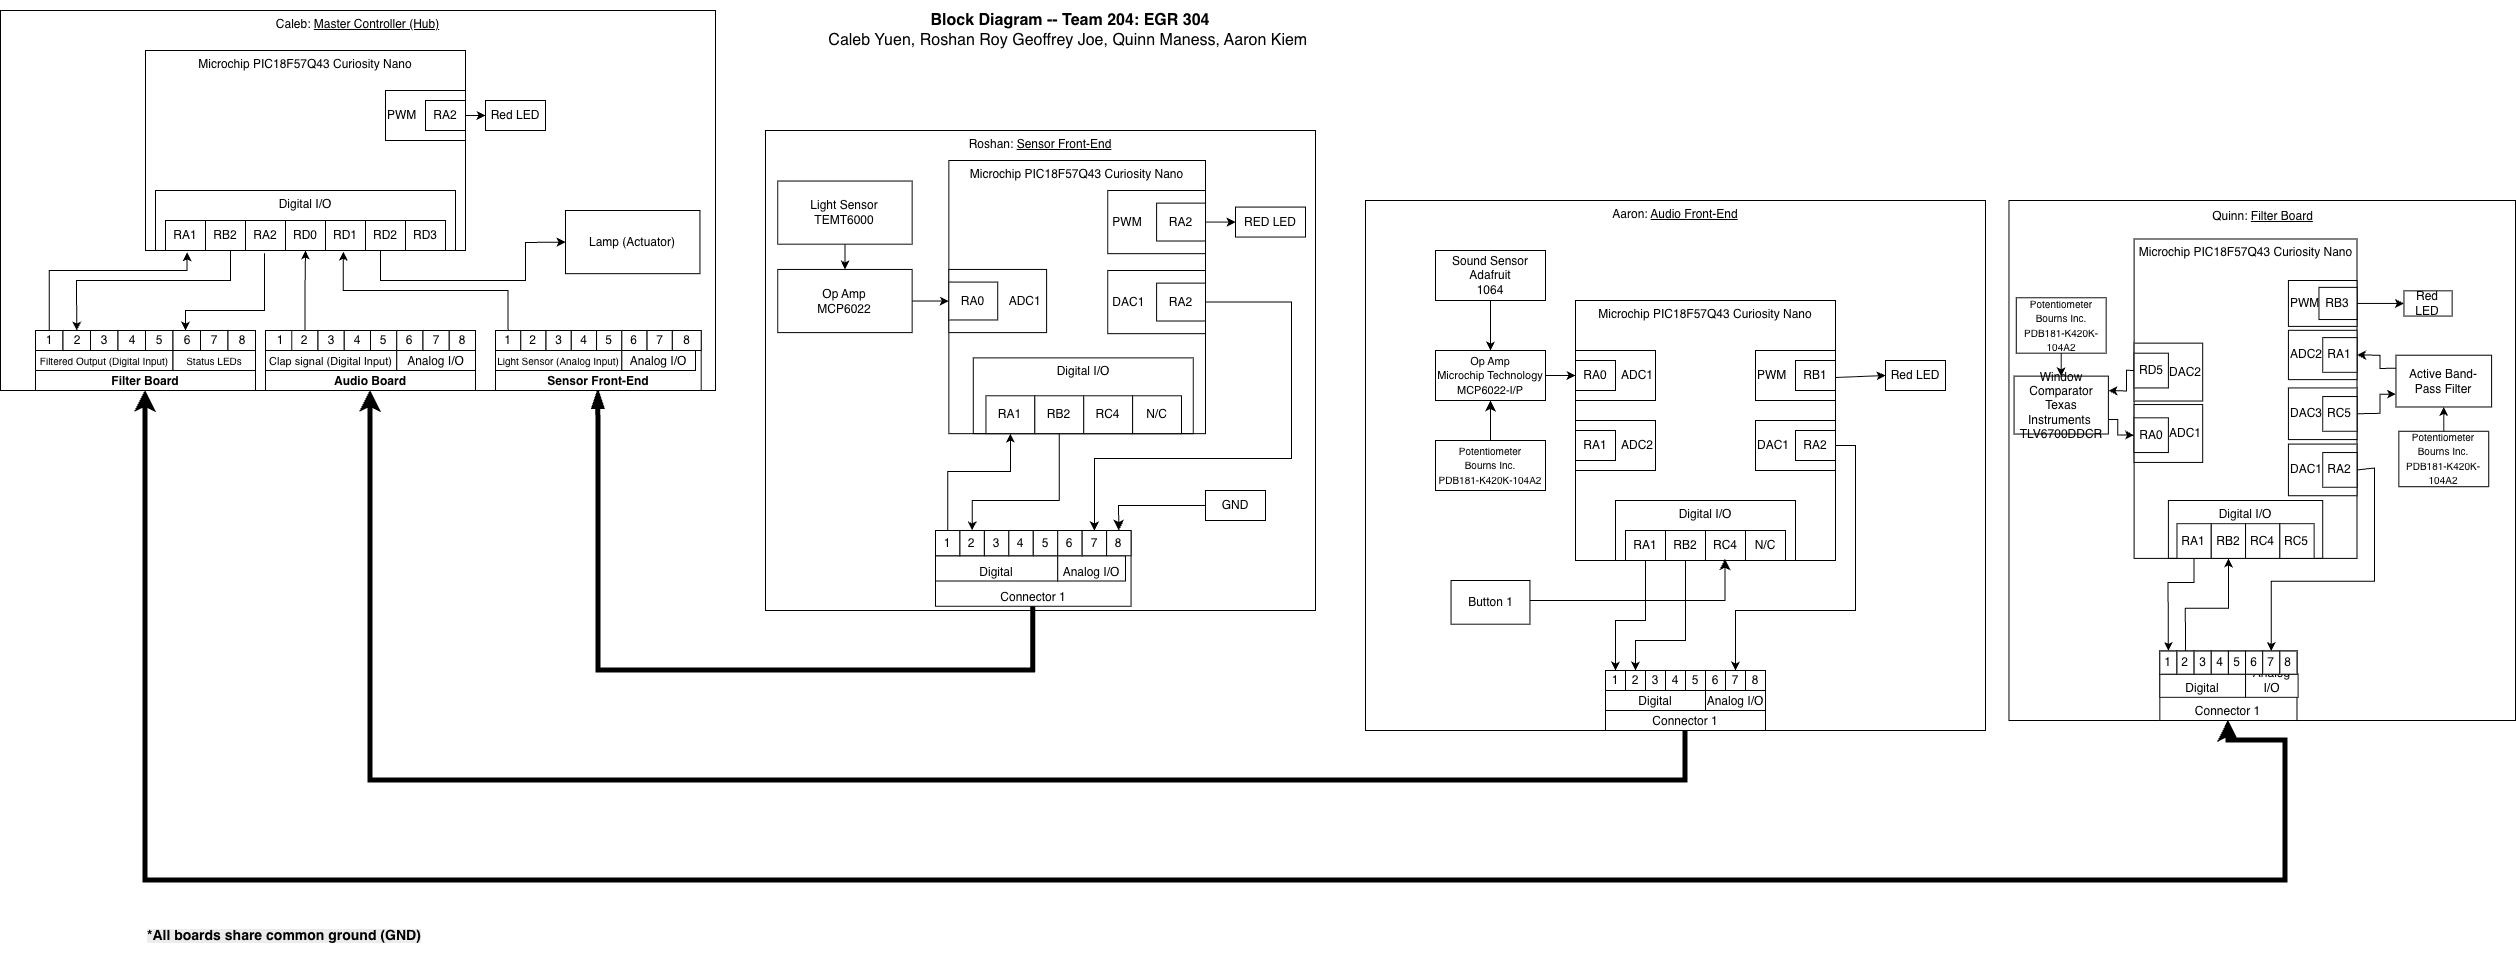 Block Diagram -- Team 204: EGR 304
Caleb Yuen, Roshan Roy Geoffrey Joe, Quinn Maness, Aaron Kiem
Caleb: Master Controller (Hub)
Microchip PIC18F57Q43 Curiosity Nano
PWM
RA2
Red LED
Digital I/O
RA1 RB2 RA2 RD0 RD1 RD2 RD3
Lamp (Actuator)
1 2 3 4 5 6 7 8
Filtered Output (Digital Input) Status LEDs
Filter Board
1 2 3 4 5 6 7 8
Clap signal (Digital Input) Analog I/O
Audio Board
1 2 3 4 5 6 7 8
Light Sensor (Analog Input) Analog I/O
Sensor Front-End
Roshan: Sensor Front-End
Microchip PIC18F57Q43 Curiosity Nano
Light Sensor
TEMT6000
Op Amp
MCP6022
RA0 ADC1
PWM RA2
RED LED
DAC1 RA2
Digital I/O
RA1 RB2 RC4 N/C
GND
1 2 3 4 5 6 7 8
Digital Analog I/O
Connector 1
Aaron: Audio Front-End
Sound Sensor
Adafruit
1064
Microchip PIC18F57Q43 Curiosity Nano
Op Amp
Microchip Technology
MCP6022-I/P
RA0 ADC1
PWM RB1
Red LED
Potentiometer
Bourns Inc.
PDB181-K420K-104A2
RA1 ADC2
DAC1 RA2
Digital I/O
RA1 RB2 RC4 N/C
Button 1
1 2 3 4 5 6 7 8
Digital Analog I/O
Connector 1
Quinn: Filter Board
Microchip PIC18F57Q43 Curiosity Nano
Potentiometer
Bourns Inc.
PDB181-K420K-
104A2
Window
Comparator
Texas
Instruments
TLV6700DDCR
RD5 DAC2
RA0 ADC1
PWM RB3
Red
LED
ADC2 RA1
DAC3 RC5
DAC1 RA2
Active Band-
Pass Filter
Potentiometer
Bourns Inc.
PDB181-K420K-
104A2
Digital I/O
RA1 RB2 RC4 RC5
1 2 3 4 5 6 7 8
Digital
Analog
I/O
Connector 1
*All boards share common ground (GND)